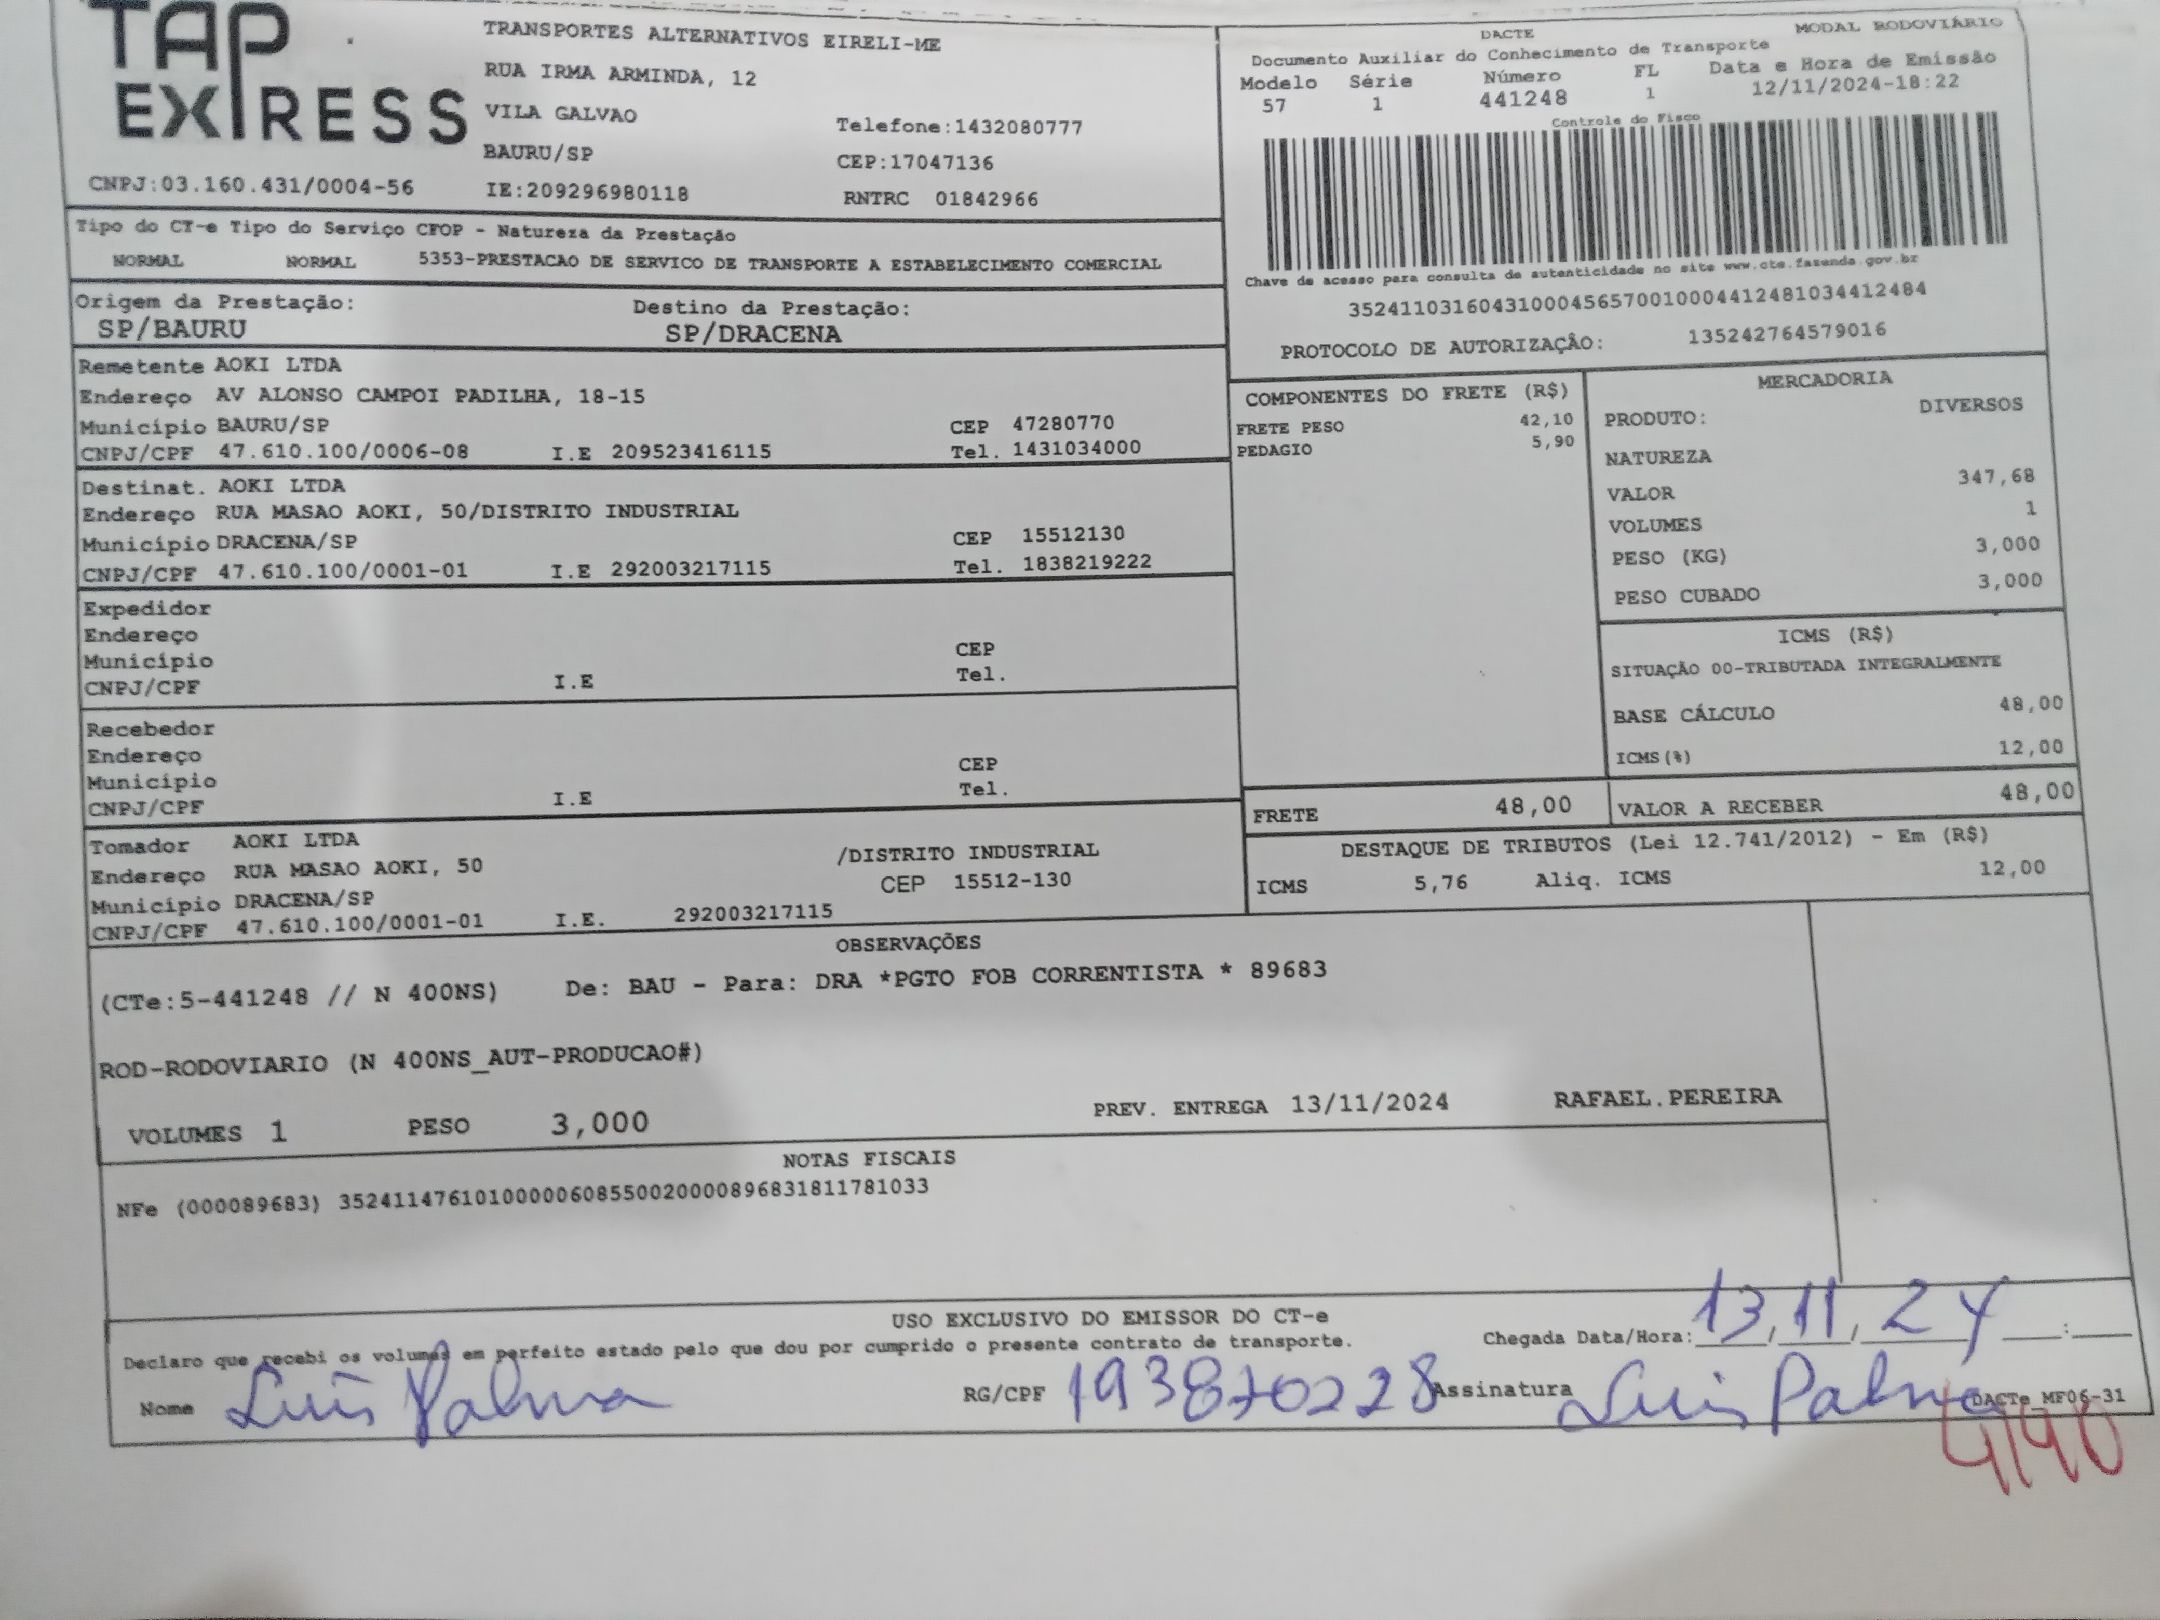 TAP
EXPRESS
TRANSPORTES ALTERNATIVOS EIRELI-ME
RUA IRMA ARMINDA, 12
VILA GALVAO
Telefone:1432080777
BAURU/SP
CEP:17047136
CNPJ:03.160.431/0004-56
IE:209296980118
RNTRC 01842966
DACTE
MODAL RODOVIÁRIO
Documento Auxiliar do Conhecimento de Transporte
Modelo Série Número FL Data e Hora de Emissão
57 1 441248 1 12/11/2024-18:22
Controle do Fisco
Chave de acesso para consulta de autenticidade no site www.cte.fazenda.gov.br
35241103160431000456570010004412481034412484
PROTOCOLO DE AUTORIZAÇÃO: 135242764579016
Tipo do CT-e Tipo do Serviço CFOP - Natureza da Prestação
NORMAL NORMAL 5353-PRESTACAO DE SERVICO DE TRANSPORTE A ESTABELECIMENTO COMERCIAL
Origem da Prestação: Destino da Prestação:
SP/BAURU SP/DRACENA
Remetente AOKI LTDA
Endereço AV ALONSO CAMPOI PADILHA, 18-15
Município BAURU/SP CEP 47280770
CNPJ/CPF 47.610.100/0006-08 I.E 209523416115 Tel. 1431034000
Destinat. AOKI LTDA
Endereço RUA MASAO AOKI, 50/DISTRITO INDUSTRIAL
Município DRACENA/SP CEP 15512130
CNPJ/CPF 47.610.100/0001-01 I.E 292003217115 Tel. 1838219222
Expedidor
Endereço
Município CEP
CNPJ/CPF I.E Tel.
Recebedor
Endereço
Município CEP
CNPJ/CPF I.E Tel.
Tomador AOKI LTDA
Endereço RUA MASAO AOKI, 50 /DISTRITO INDUSTRIAL
Município DRACENA/SP CEP 15512-130
CNPJ/CPF 47.610.100/0001-01 I.E. 292003217115
COMPONENTES DO FRETE (R$)
FRETE PESO 42,10
PEDAGIO 5,90
MERCADORIA
PRODUTO: DIVERSOS
NATUREZA
VALOR 347,68
VOLUMES 1
PESO (KG) 3,000
PESO CUBADO 3,000
ICMS (R$)
SITUAÇÃO 00-TRIBUTADA INTEGRALMENTE
BASE CÁLCULO 48,00
ICMS(%) 12,00
FRETE 48,00 VALOR A RECEBER 48,00
DESTAQUE DE TRIBUTOS (Lei 12.741/2012) - Em (R$)
ICMS 5,76 Aliq. ICMS 12,00
OBSERVAÇÕES
(CTe:5-441248 // N 400NS) De: BAU - Para: DRA *PGTO FOB CORRENTISTA * 89683
ROD-RODOVIARIO (N 400NS_AUT-PRODUCAO#)
VOLUMES 1 PESO 3,000 PREV. ENTREGA 13/11/2024 RAFAEL.PEREIRA
NOTAS FISCAIS
NFe (000089683) 35241147610100000608550020000896831811781033
USO EXCLUSIVO DO EMISSOR DO CT-e
Declaro que recebi os volumes em perfeito estado pelo que dou por cumprido o presente contrato de transporte.
Chegada Data/Hora: 13/11/24 __:__
Nome Luis Palma RG/CPF 193870228 Assinatura Luis Palma
DACTe_MF06-31
4140